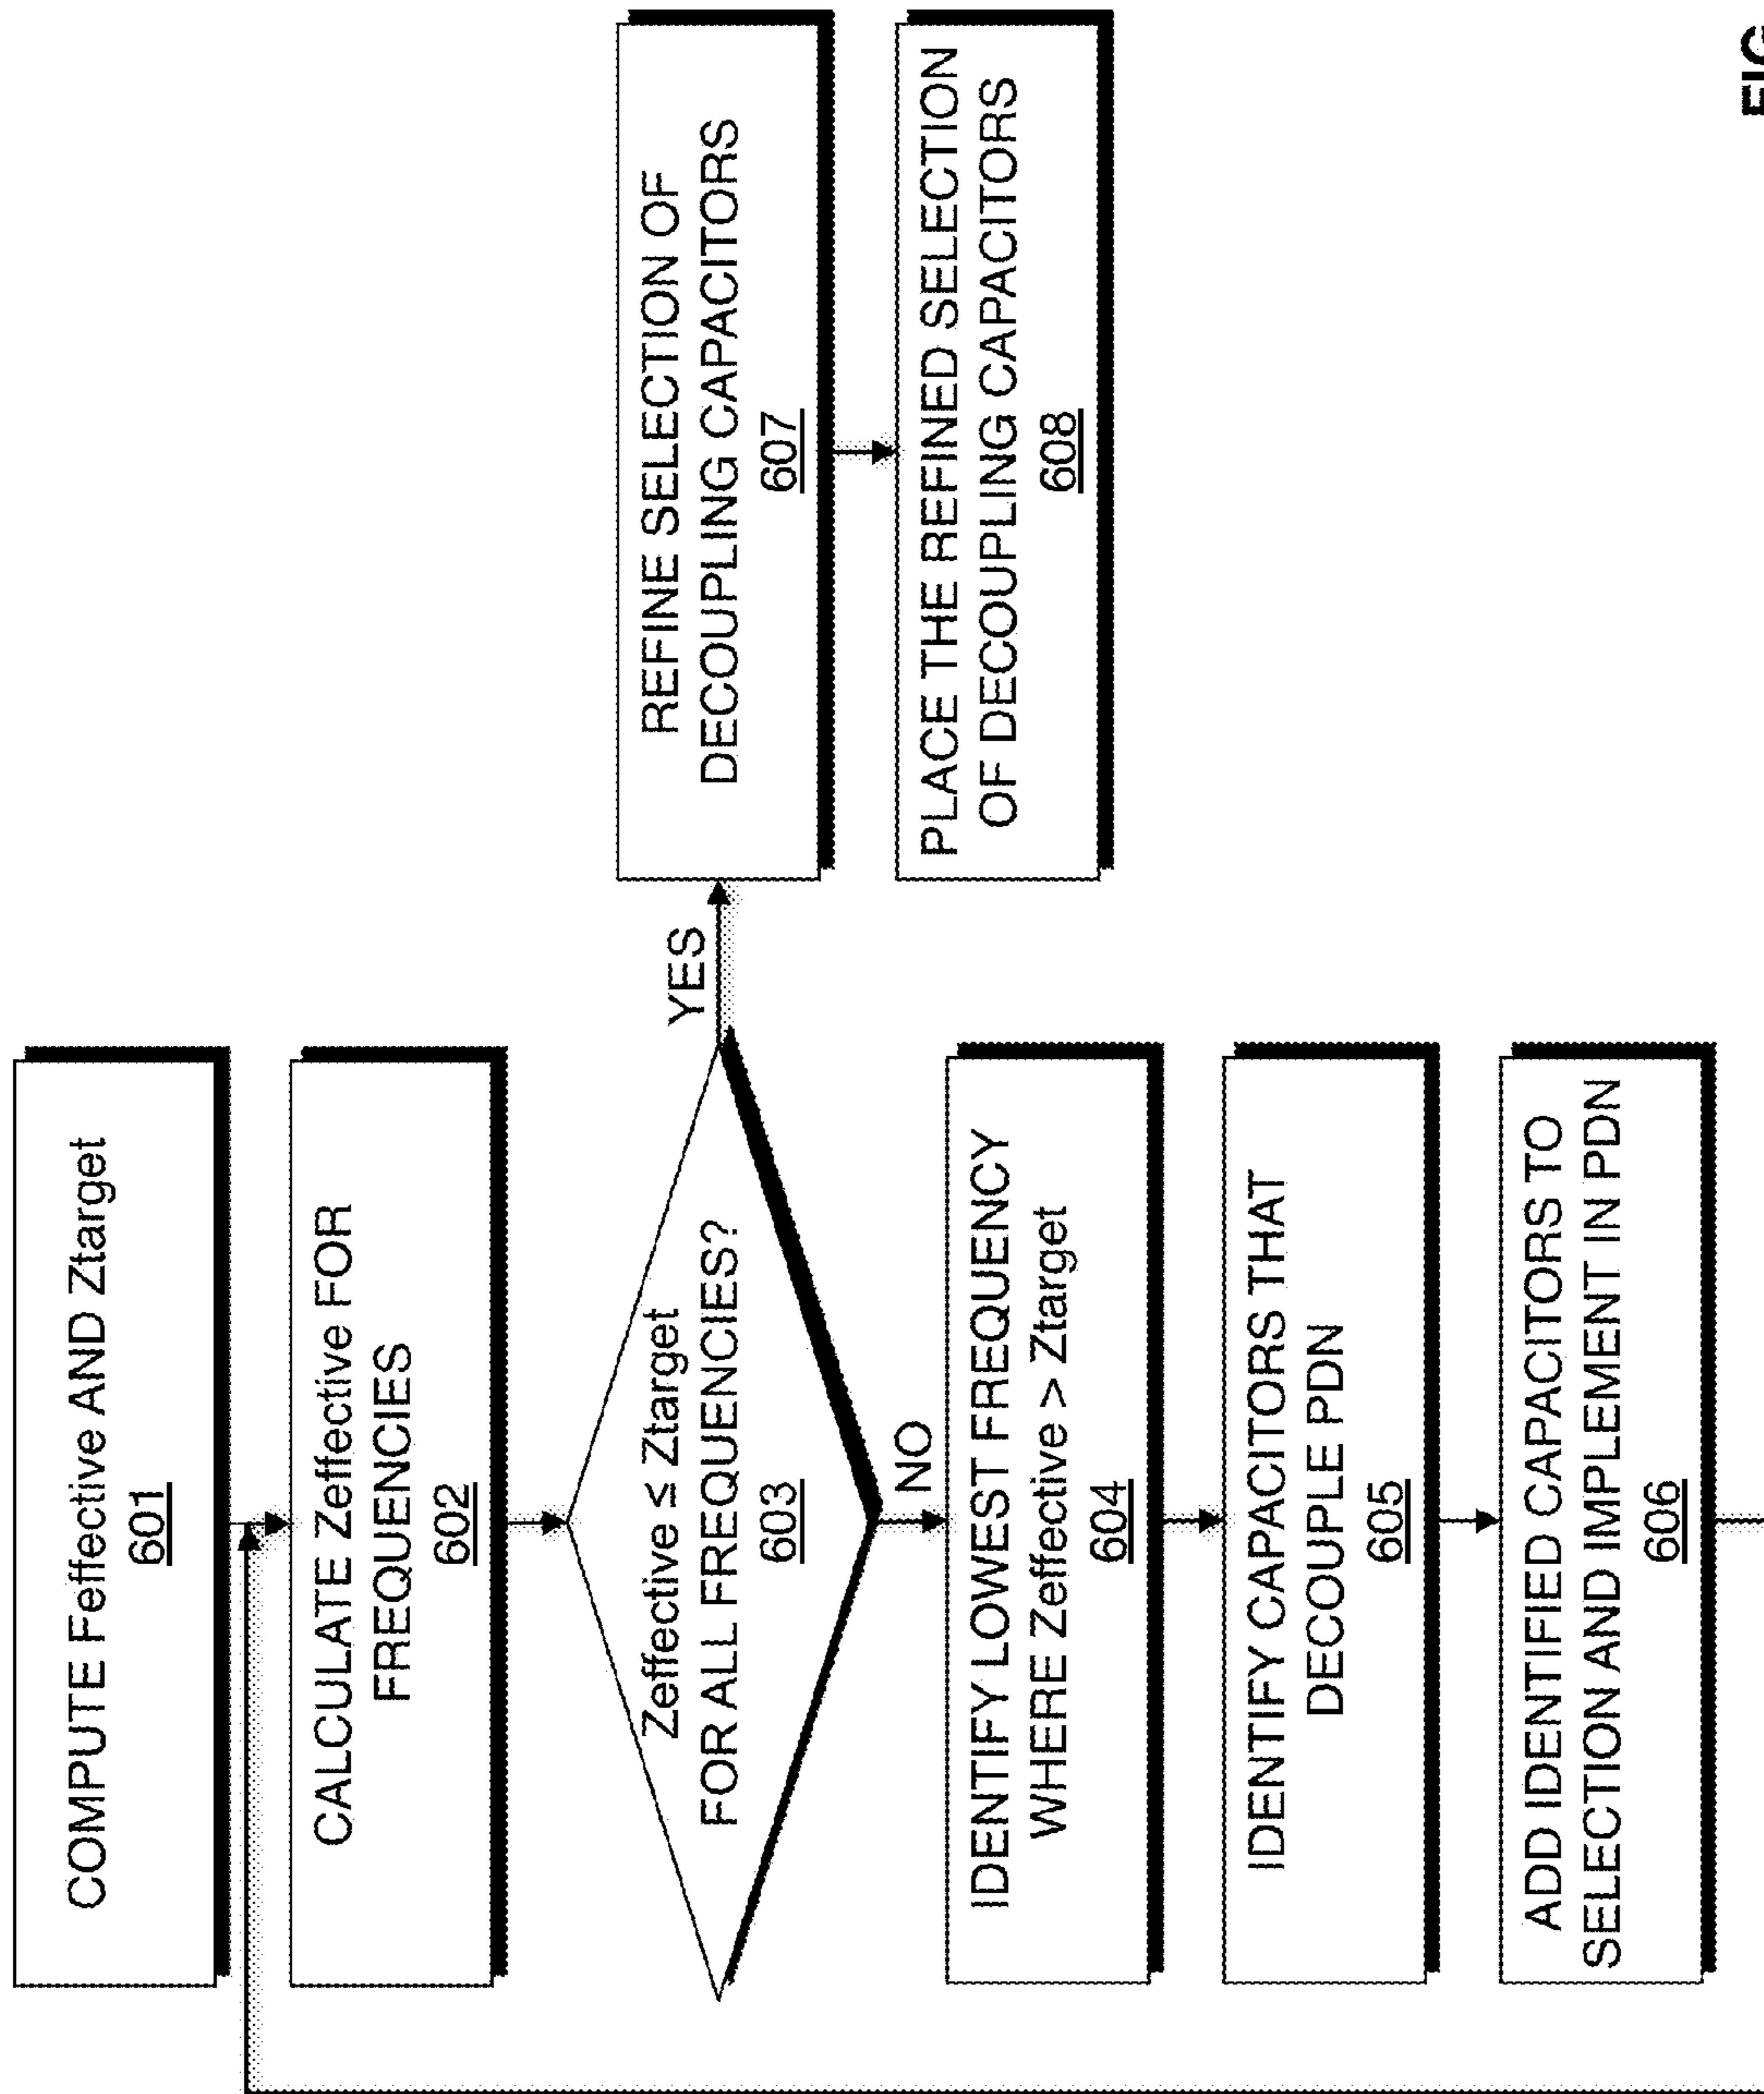 COMPUTE Feffective AND Ztarget
601
CALCULATE Zeffective FOR
FREQUENCIES
602
Zeffective ≤ Ztarget
FOR ALL FREQUENCIES?
603
YES
NO
IDENTIFY LOWEST FREQUENCY
WHERE Zeffective > Ztarget
604
IDENTIFY CAPACITORS THAT
DECOUPLE PDN
605
ADD IDENTIFIED CAPACITORS TO
SELECTION AND IMPLEMENT IN PDN
606
REFINE SELECTION OF
DECOUPLING CAPACITORS
607
PLACE THE REFINED SELECTION
OF DECOUPLING CAPACITORS
608
FIG